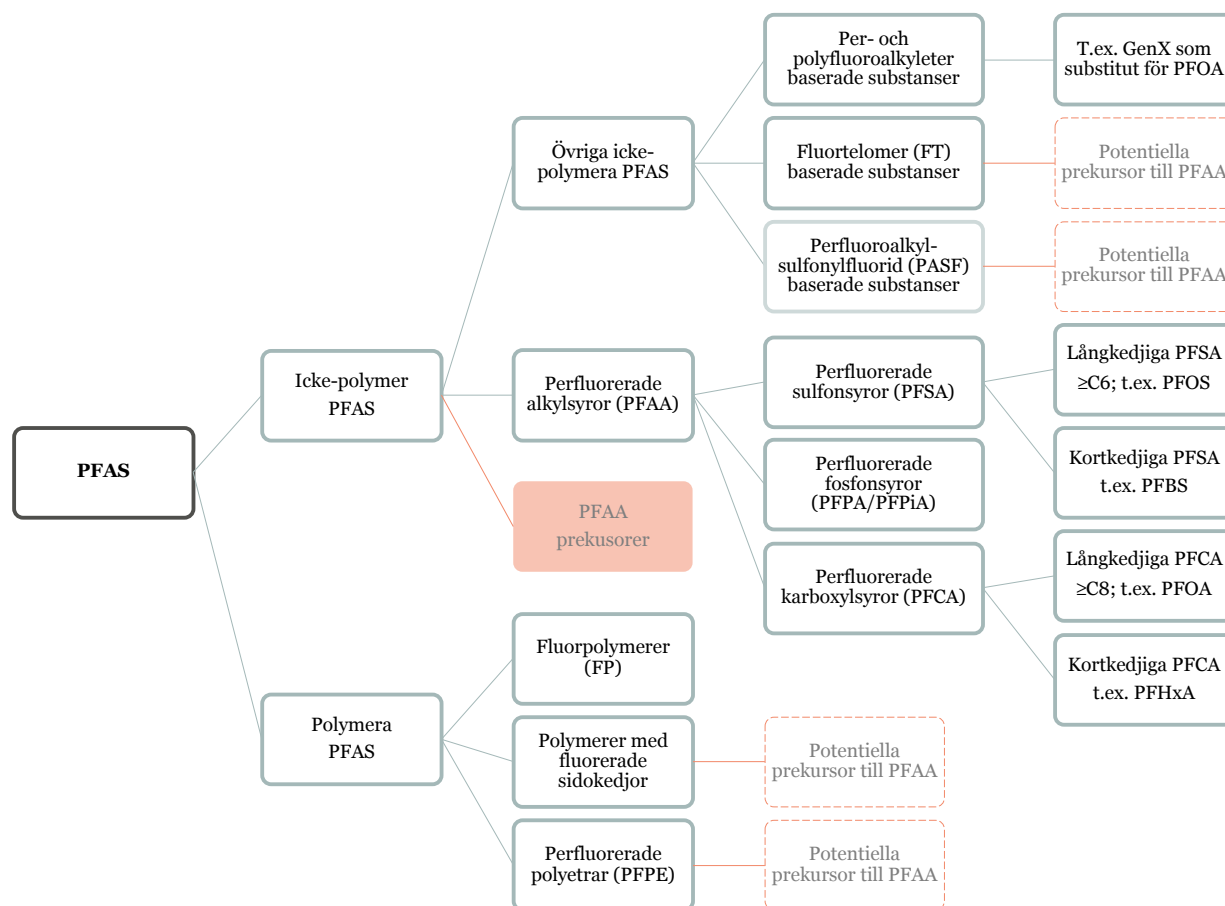 Per- och
polyfluoroalkyleter
baserade substanser
T.ex. GenX som
substitut för PFOA
Övriga icke-
polymera PFAS
Fluortelomer (FT)
baserade substanser
Potentiella
prekursor till PFAA
Perfluoroalkyl-
sulfonylfluorid (PASF)
baserade substanser
Potentiella
prekursor till PFAA
Icke-polymer
PFAS
Perfluorerade
alkylsyror (PFAA)
Perfluorerade
sulfonsyror (PFSA)
Långkedjiga PFSA
≥C6; t.ex. PFOS
Kortkedjiga PFSA
t.ex. PFBS
PFAS
PFAA
prekusorer
Perfluorerade
fosfonsyror
(PFPA/PFPiA)
Perfluorerade
karboxylsyror (PFCA)
Långkedjiga PFCA
≥C8; t.ex. PFOA
Kortkedjiga PFCA
t.ex. PFHxA
Polymera
PFAS
Fluorpolymerer
(FP)
Polymerer med
fluorerade
sidokedjor
Potentiella
prekursor till PFAA
Perfluorerade
polyetrar (PFPE)
Potentiella
prekursor till PFAA